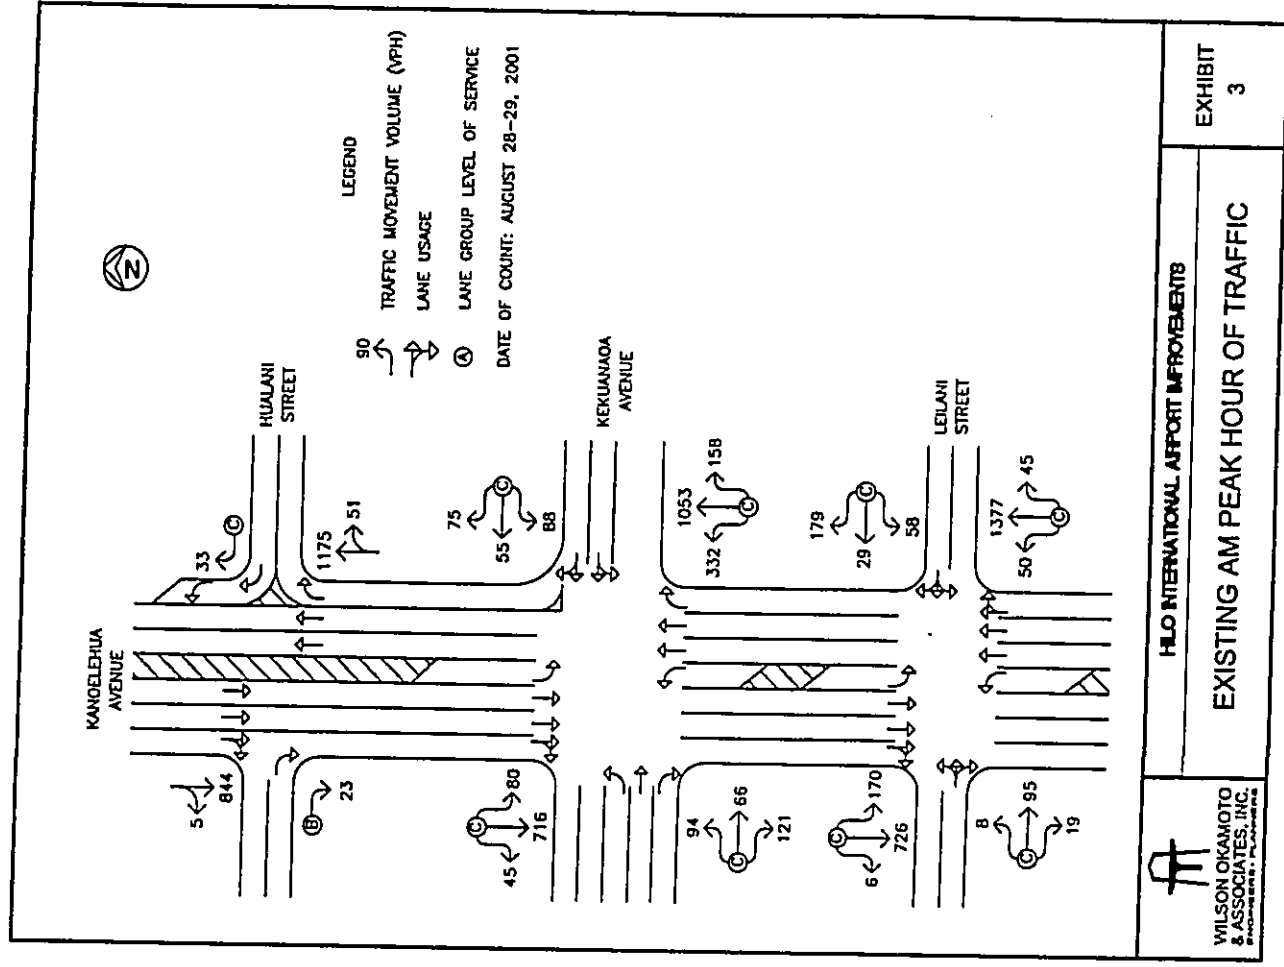 N
LEGEND
90
TRAFFIC MOVEMENT VOLUME (VPH)
LANE USAGE
A
LANE GROUP LEVEL OF SERVICE
DATE OF COUNT: AUGUST 28-29, 2001
KANOELEHUA
AVENUE
HUALANI
STREET
33
C
5
844
1175
51
B
23
KEKUANAOA
AVENUE
75
C
55
88
45
C
80
716
1053
332
158
C
94
66
C
121
LEILANI
STREET
179
C
29
58
6
C
170
726
1377
50
45
C
8
95
C
19
WILSON OKAMOTO
& ASSOCIATES, INC.
ENGINEERS · PLANNERS
HILO INTERNATIONAL AIRPORT IMPROVEMENTS
EXISTING AM PEAK HOUR OF TRAFFIC
EXHIBIT
3